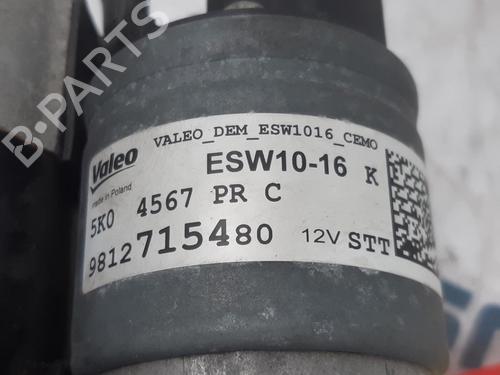 B-PARTS
VALEO_DEM_ESW1016_CEMO
Valeo
ESW10-16 K
made in Poland
5K0 4567 PR C
9812715480 12V STT